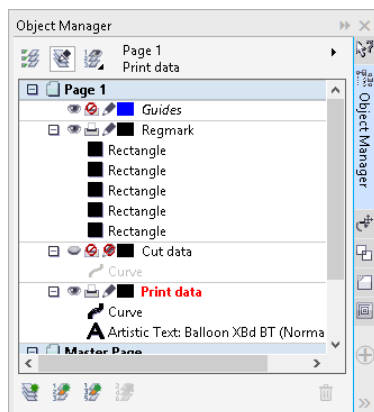 Object Manager
Page 1
Print data
Page 1
Guides
Regmark
Rectangle
Rectangle
Rectangle
Rectangle
Rectangle
Cut data
Curve
Print data
Curve
A Artistic Text: Balloon XBd BT (Norma
Master Page
Object Manager